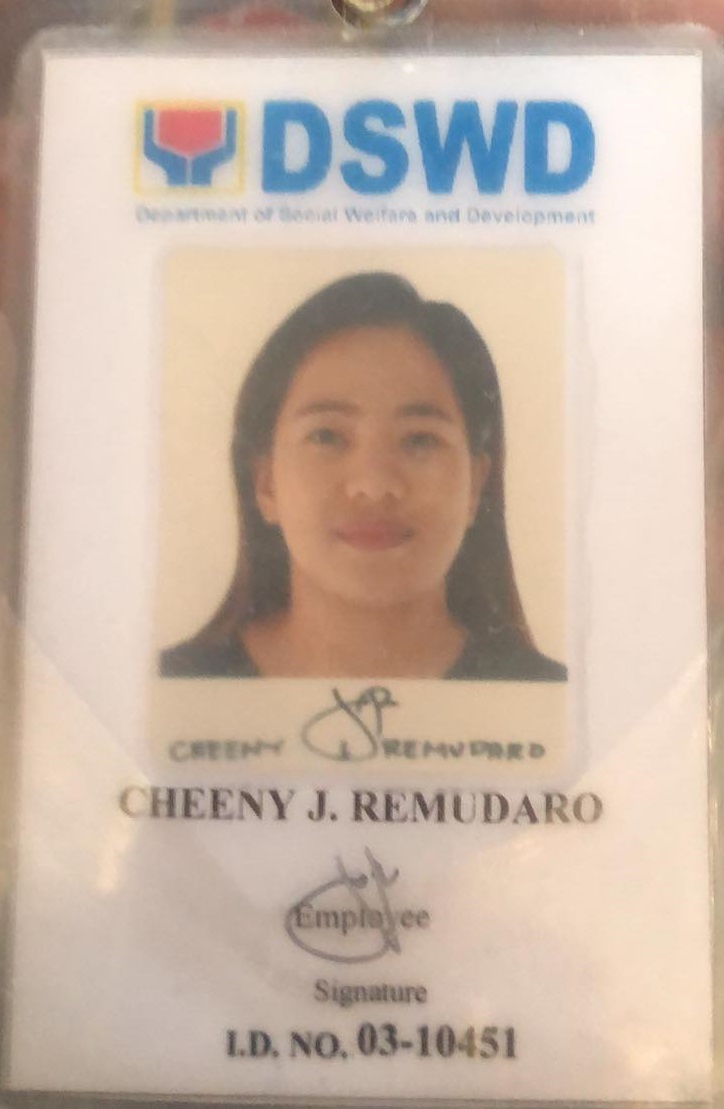 DSWD
Department of Social Welfare and Development
CHEENY J. REMUDARO
CHEENY J. REMUDARO
Employee
Signature
I.D. NO. 03-10451